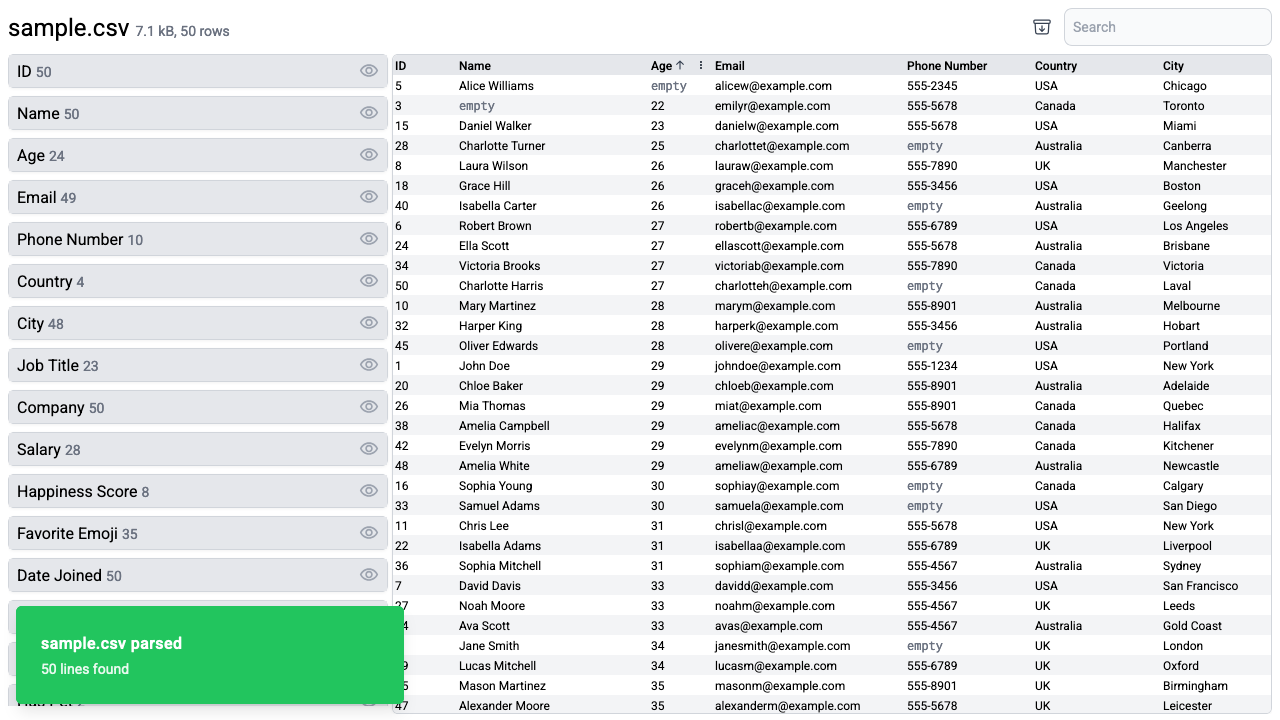 sample.csv 7.1 kB, 50 rows
Search
ID 50
Name 50
Age 24
Email 49
Phone Number 10
Country 4
City 48
Job Title 23
Company 50
Salary 28
Happiness Score 8
Favorite Emoji 35
Date Joined 50
sample.csv parsed
50 lines found
ID Name Age Email Phone Number Country City
5 Alice Williams empty alicew@example.com 555-2345 USA Chicago
3 empty 22 emilyr@example.com 555-5678 Canada Toronto
15 Daniel Walker 23 danielw@example.com 555-5678 USA Miami
28 Charlotte Turner 25 charlottet@example.com empty Australia Canberra
8 Laura Wilson 26 lauraw@example.com 555-7890 UK Manchester
18 Grace Hill 26 graceh@example.com 555-3456 USA Boston
40 Isabella Carter 26 isabellac@example.com empty Australia Geelong
6 Robert Brown 27 robertb@example.com 555-6789 USA Los Angeles
24 Ella Scott 27 ellascott@example.com 555-5678 Australia Brisbane
34 Victoria Brooks 27 victoriab@example.com 555-7890 Canada Victoria
50 Charlotte Harris 27 charlotteh@example.com empty Canada Laval
10 Mary Martinez 28 marym@example.com 555-8901 Australia Melbourne
32 Harper King 28 harperk@example.com 555-3456 Australia Hobart
45 Oliver Edwards 28 olivere@example.com empty USA Portland
1 John Doe 29 johndoe@example.com 555-1234 USA New York
20 Chloe Baker 29 chloeb@example.com 555-8901 Australia Adelaide
26 Mia Thomas 29 miat@example.com 555-8901 Canada Quebec
38 Amelia Campbell 29 ameliac@example.com 555-5678 Canada Halifax
42 Evelyn Morris 29 evelynm@example.com 555-7890 Canada Kitchener
48 Amelia White 29 ameliaw@example.com 555-6789 Australia Newcastle
16 Sophia Young 30 sophiay@example.com empty Canada Calgary
33 Samuel Adams 30 samuela@example.com empty USA San Diego
11 Chris Lee 31 chrisl@example.com 555-5678 USA New York
22 Isabella Adams 31 isabellaa@example.com 555-6789 UK Liverpool
36 Sophia Mitchell 31 sophiam@example.com 555-4567 Australia Sydney
7 David Davis 33 davidd@example.com 555-3456 USA San Francisco
Noah Moore 33 noahm@example.com 555-4567 UK Leeds
Ava Scott 33 avas@example.com 555-4567 Australia Gold Coast
Jane Smith 34 janesmith@example.com empty UK London
Lucas Mitchell 34 lucasm@example.com 555-6789 UK Oxford
Mason Martinez 35 masonm@example.com 555-8901 UK Birmingham
47 Alexander Moore 35 alexanderm@example.com 555-5678 UK Leicester